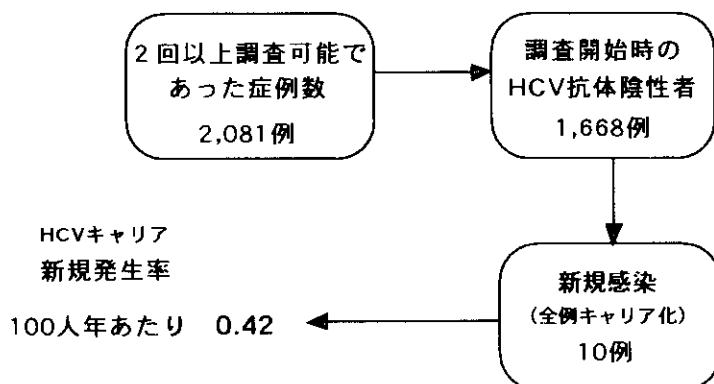 2回以上調査可能で
あった症例数
2,081例
調査開始時の
HCV抗体陰性者
1,668例
新規感染
(全例キャリア化)
10例
HCVキャリア
新規発生率
100人年あたり 0.42